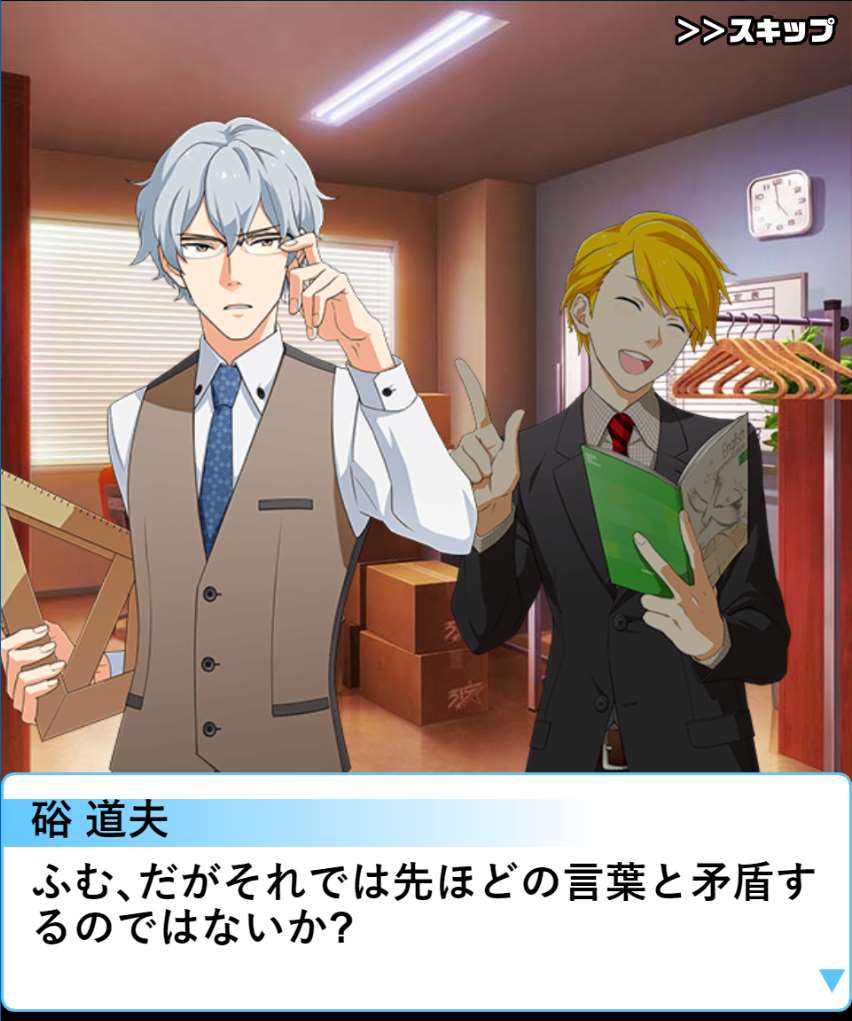 >>スキップ
English
硲 道夫
ふむ、だがそれでは先ほどの言葉と矛盾す
るのではないか?